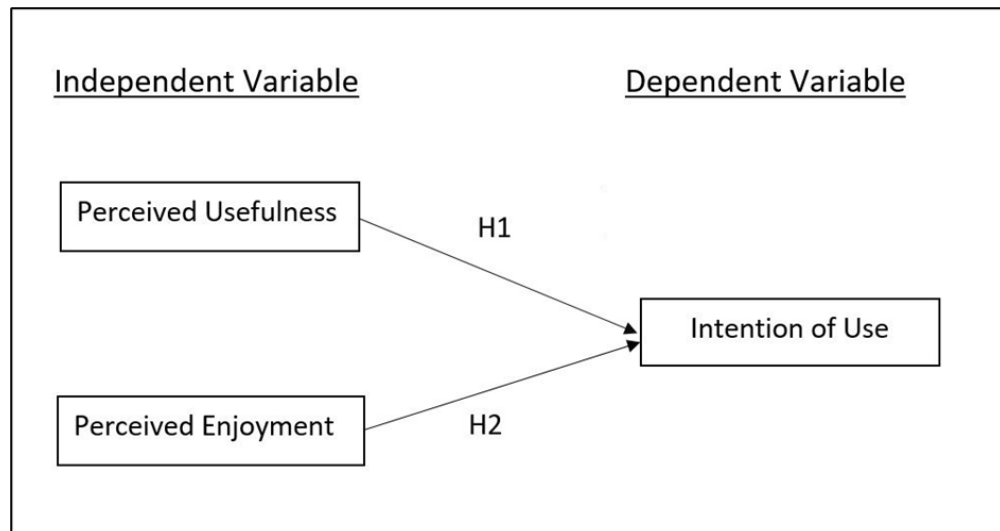 Independent Variable
Dependent Variable
Perceived Usefulness
H1
Intention of Use
Perceived Enjoyment
H2